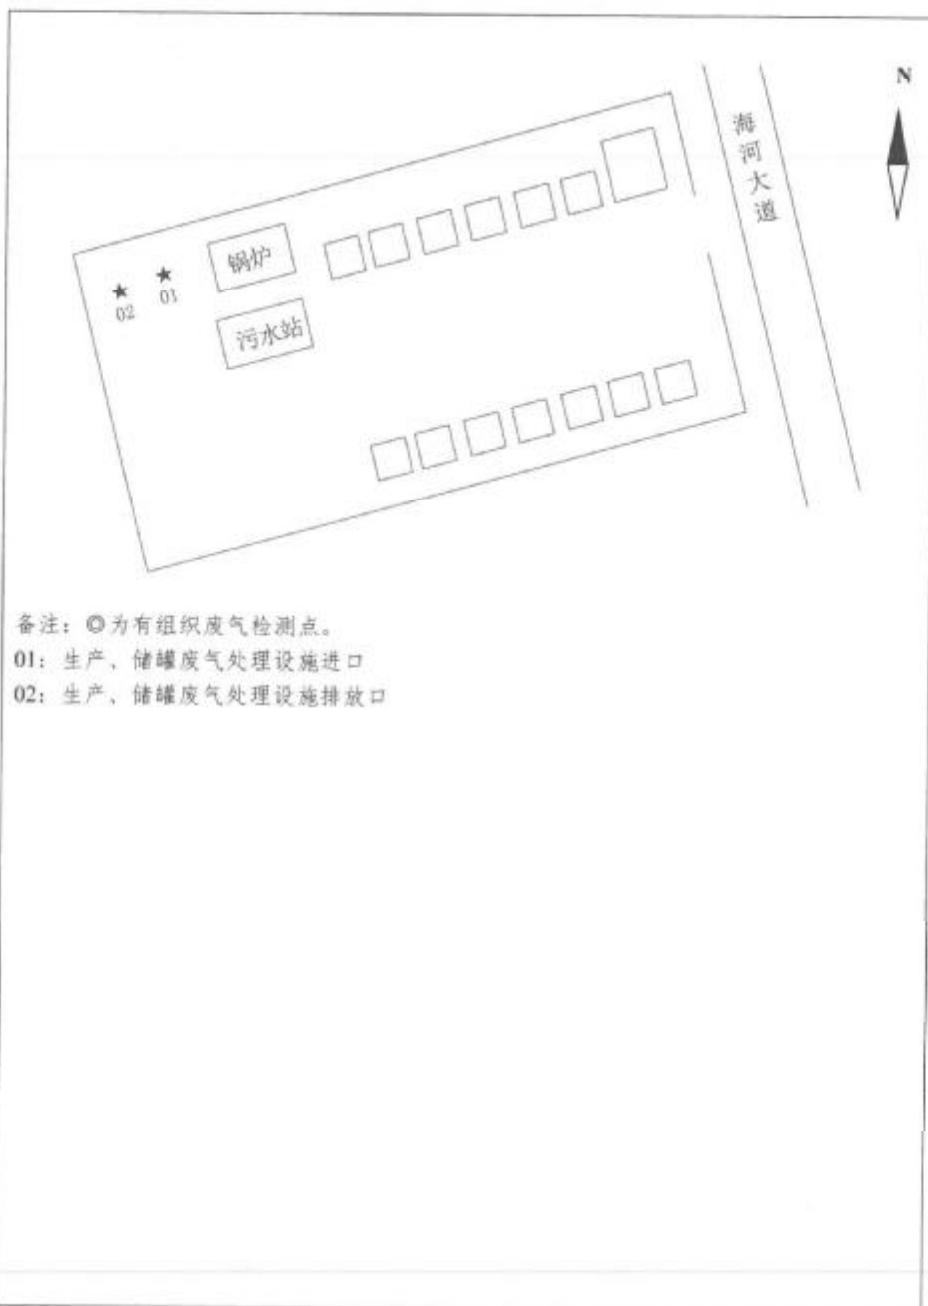 N
海河大道
锅炉
★ ★
02 01
污水站
备注：◎为有组织废气检测点。
01：生产、储罐废气处理设施进口
02：生产、储罐废气处理设施排放口